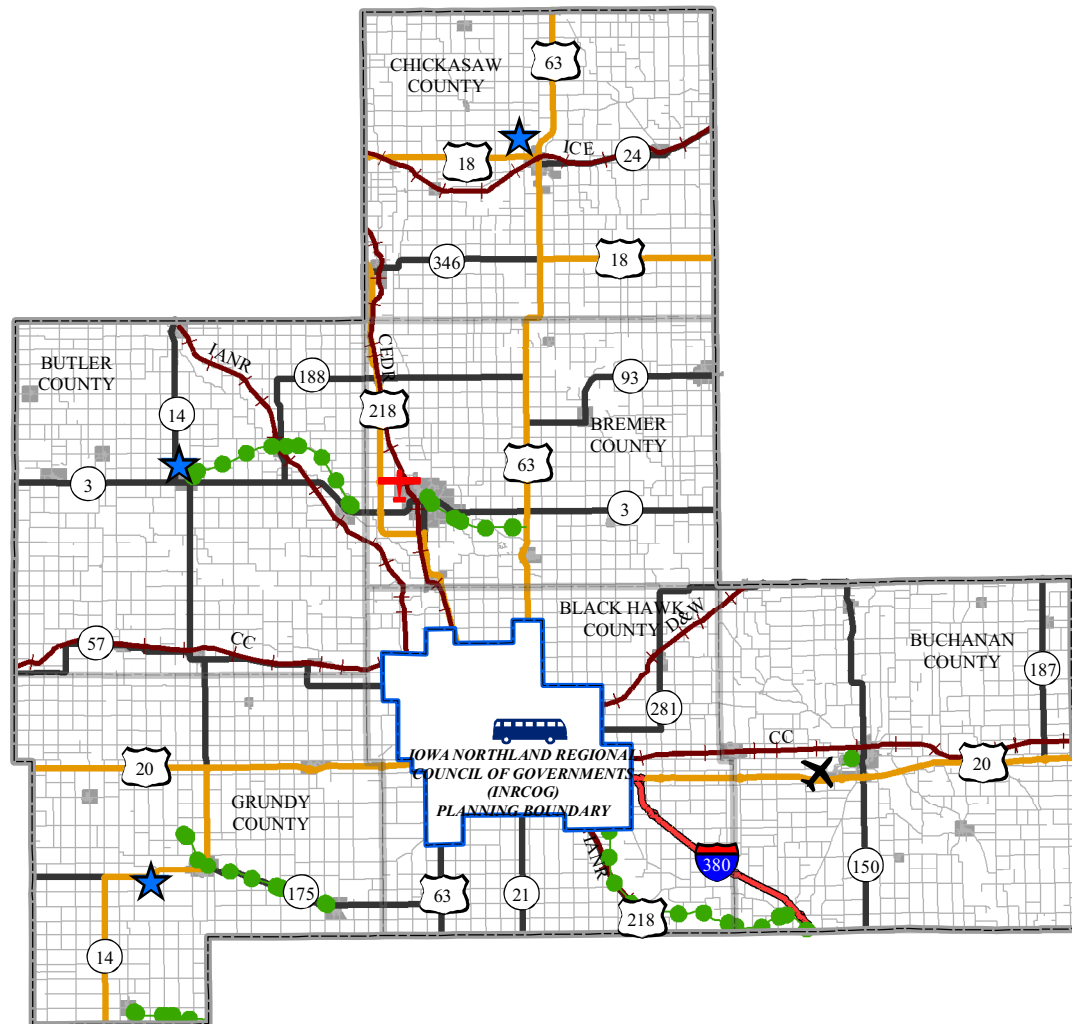 63
CHICKASAW
COUNTY
ICE
24
18
346
18
BUTLER
COUNTY
IANR
CEDR
188
93
14
218
BREMER
COUNTY
63
3
3
BLACK HAWK
COUNTY
D&W
BUCHANAN
COUNTY
57
CC
187
281
CC
IOWA NORTHLAND REGIONAL
COUNCIL OF GOVERNMENTS
(INRCOG)
PLANNING BOUNDARY
20
20
GRUNDY
COUNTY
IANR
380
150
175
63
21
218
14